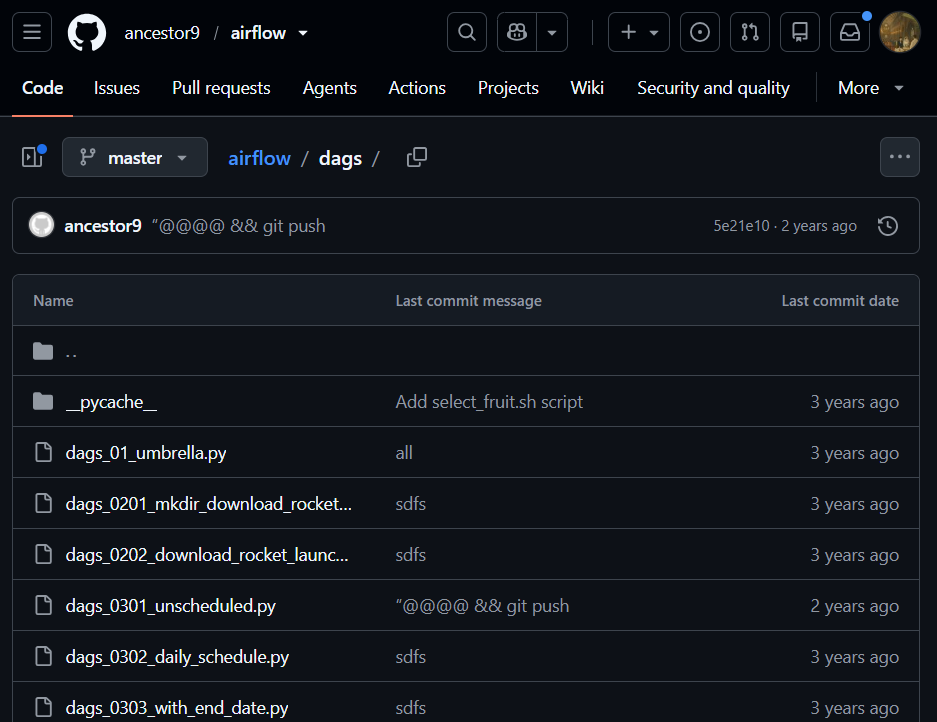 ancestor9 / airflow
Code Issues Pull requests Agents Actions Projects Wiki Security and quality More
master airflow / dags /
ancestor9 “@@@@ && git push 5e21e10 · 2 years ago
Name Last commit message Last commit date
..
__pycache__ Add select_fruit.sh script 3 years ago
dags_01_umbrella.py all 3 years ago
dags_0201_mkdir_download_rocket... sdfs 3 years ago
dags_0202_download_rocket_launc... sdfs 3 years ago
dags_0301_unscheduled.py “@@@@ && git push 2 years ago
dags_0302_daily_schedule.py sdfs 3 years ago
dags_0303_with_end_date.py sdfs 3 years ago